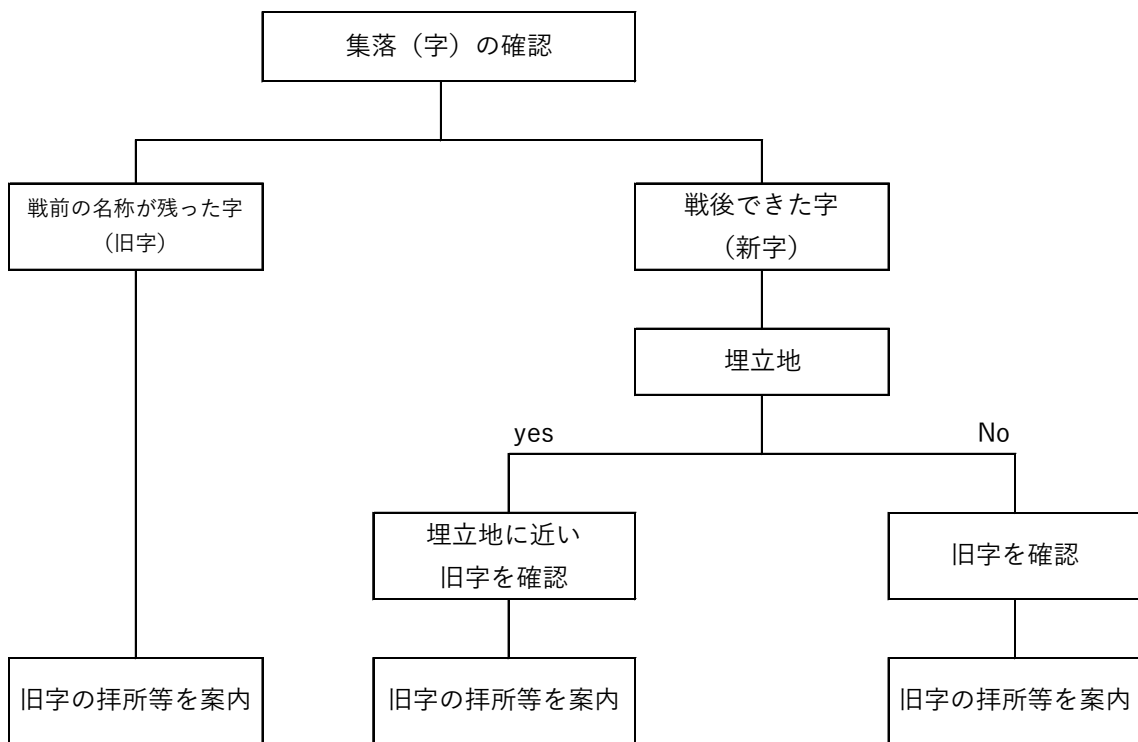 集落（字）の確認
戦前の名称が残った字
（旧字）
戦後できた字
（新字）
埋立地
yes
No
埋立地に近い
旧字を確認
旧字を確認
旧字の拝所等を案内
旧字の拝所等を案内
旧字の拝所等を案内